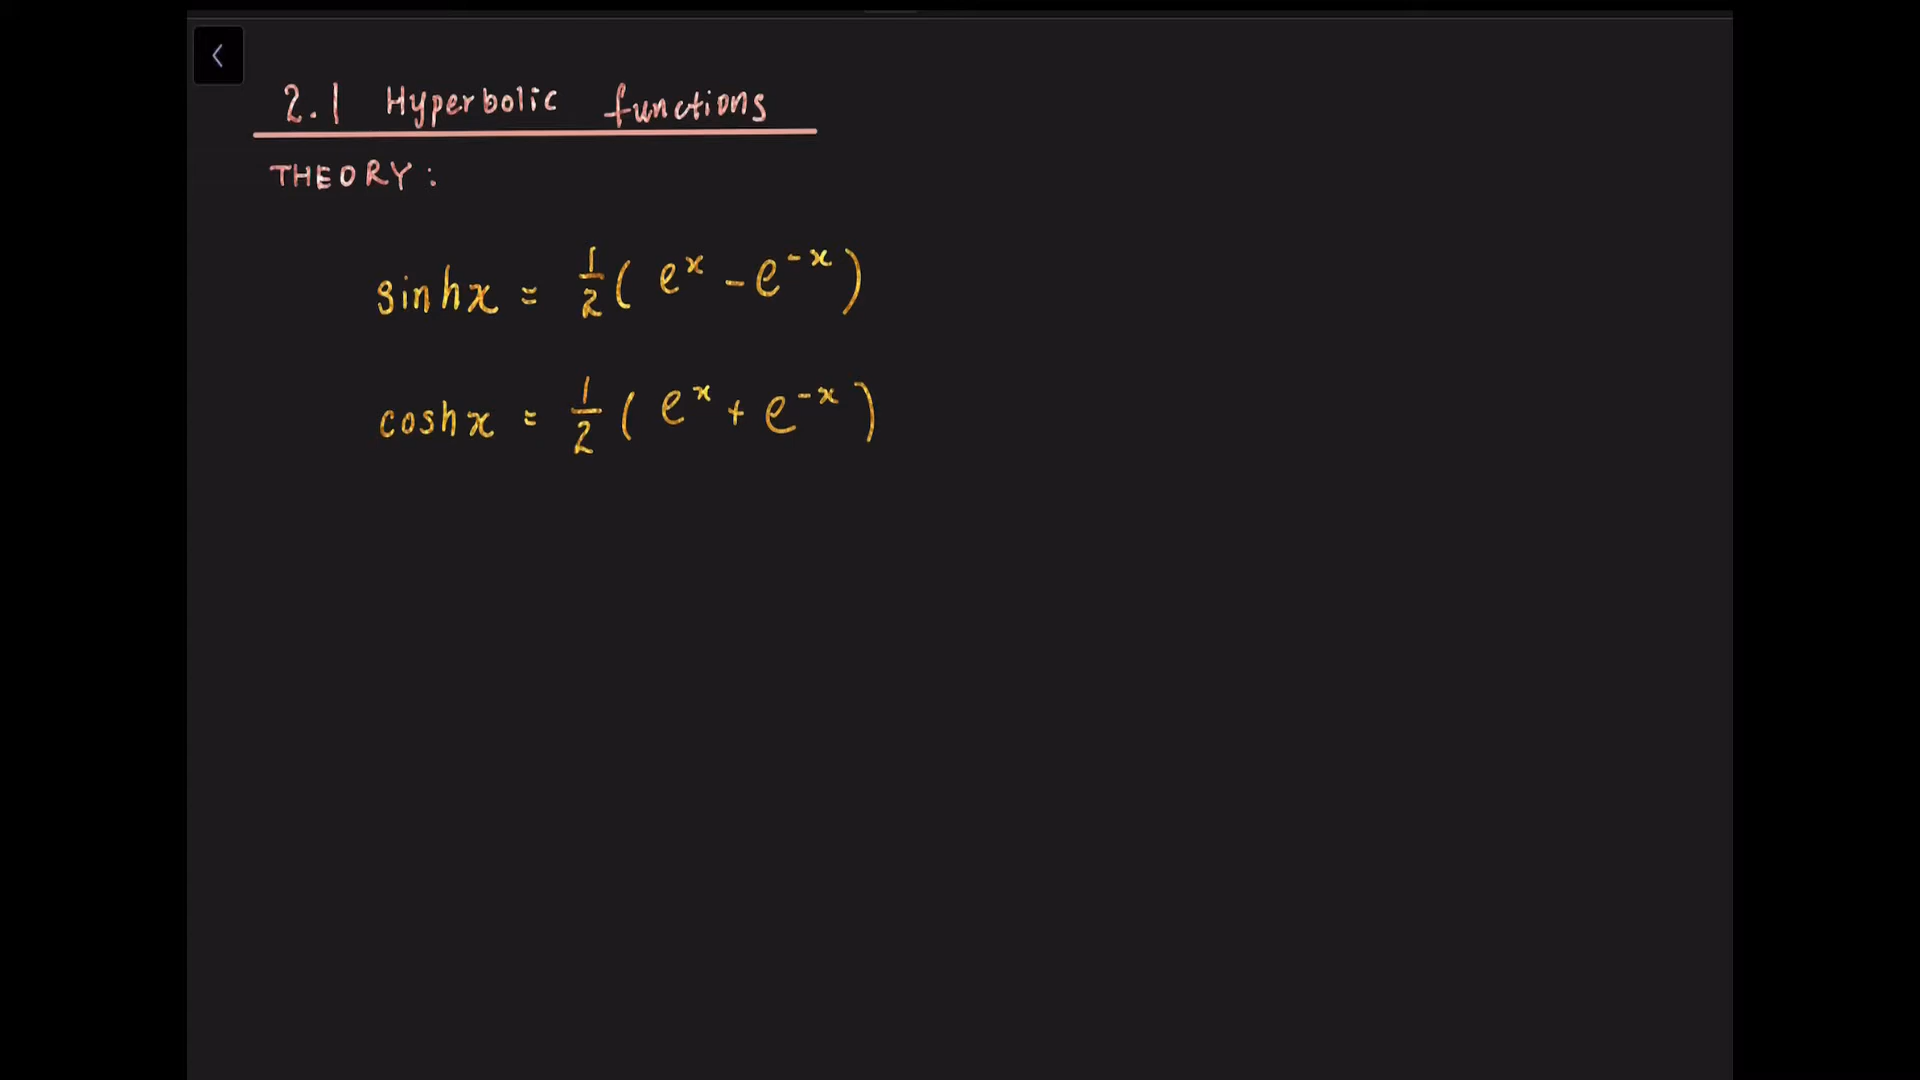 2.1 Hyperbolic functions
THEORY:
sinhx = 1/2 ( e^x - e^-x )
coshx = 1/2 ( e^x + e^-x )